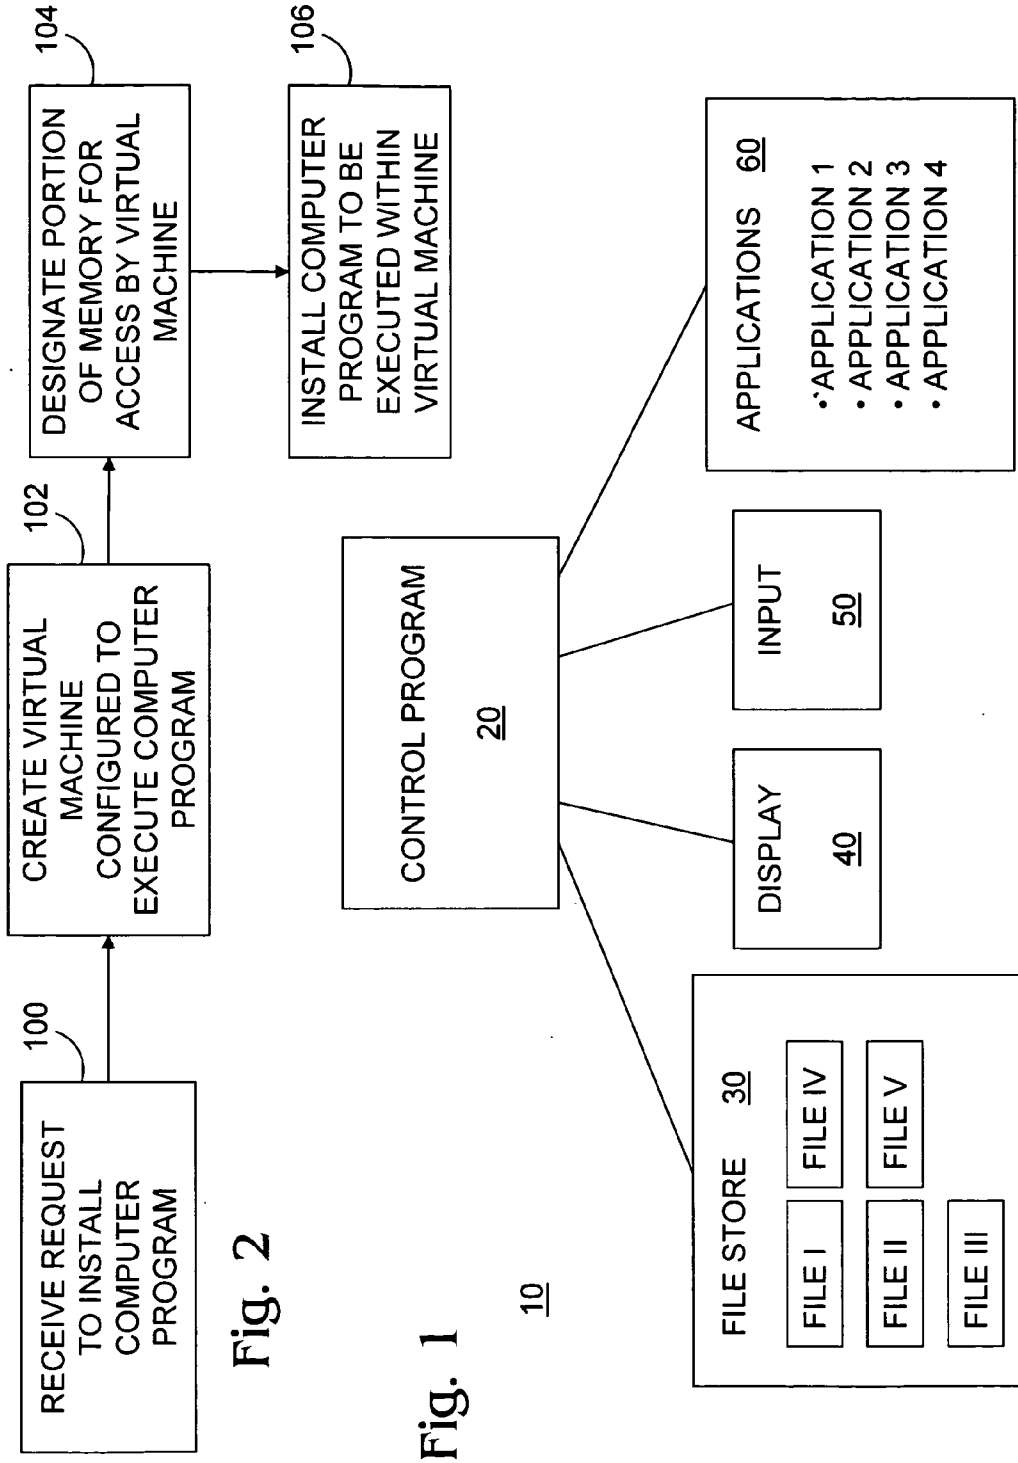 RECEIVE REQUEST
TO INSTALL
COMPUTER
PROGRAM
100
CREATE VIRTUAL
MACHINE
CONFIGURED TO
EXECUTE COMPUTER
PROGRAM
102
DESIGNATE PORTION
OF MEMORY FOR
ACCESS BY VIRTUAL
MACHINE
104
INSTALL COMPUTER
PROGRAM TO BE
EXECUTED WITHIN
VIRTUAL MACHINE
106
Fig. 2
Fig. 1
10
CONTROL PROGRAM
20
FILE STORE 30
FILE I
FILE IV
FILE II
FILE V
FILE III
DISPLAY
40
INPUT
50
APPLICATIONS 60
• APPLICATION 1
• APPLICATION 2
• APPLICATION 3
• APPLICATION 4